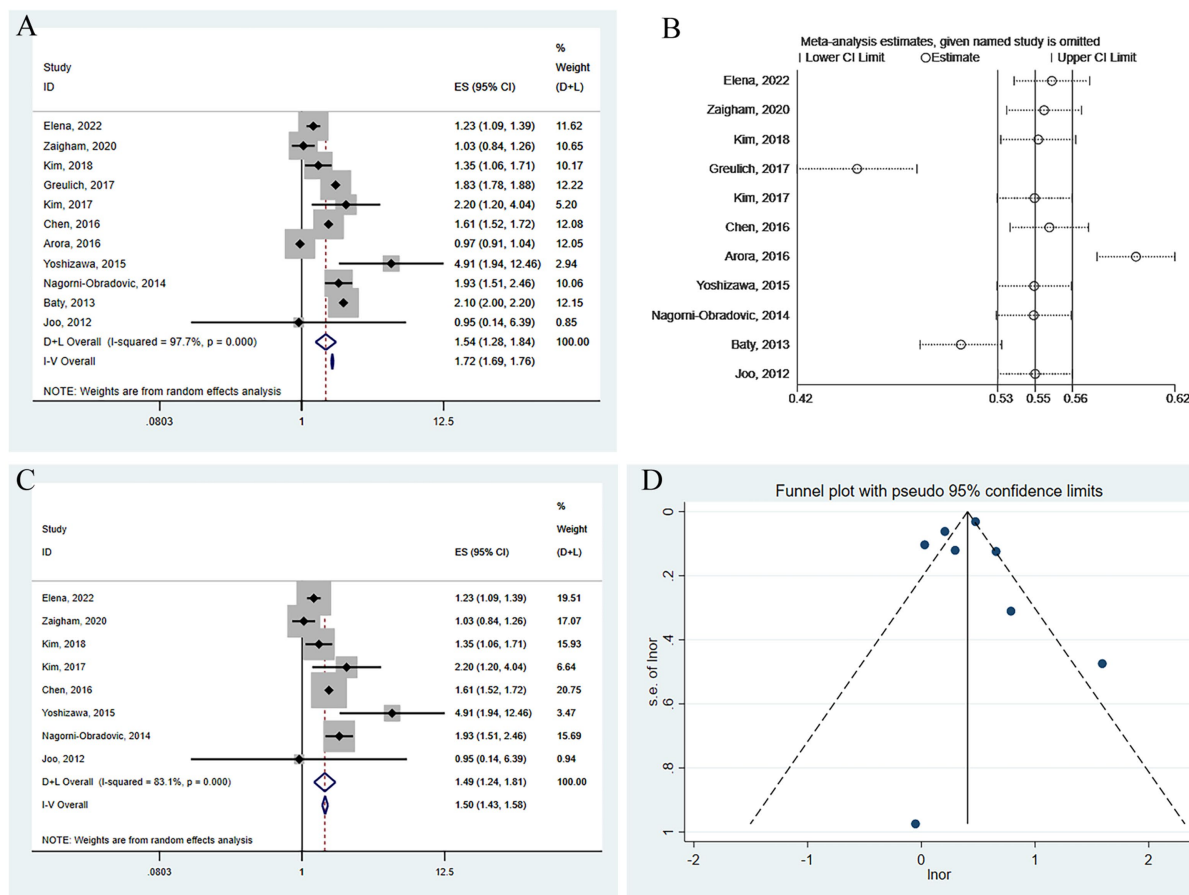 A
%
Study Weight
ID ES (95% CI) (D+L)
Elena, 2022 1.23 (1.09, 1.39) 11.62
Zaigham, 2020 1.03 (0.84, 1.26) 10.65
Kim, 2018 1.35 (1.06, 1.71) 10.17
Greulich, 2017 1.83 (1.78, 1.88) 12.22
Kim, 2017 2.20 (1.20, 4.04) 5.20
Chen, 2016 1.61 (1.52, 1.72) 12.08
Arora, 2016 0.97 (0.91, 1.04) 12.05
Yoshizawa, 2015 4.91 (1.94, 12.46) 2.94
Nagorni-Obradovic, 2014 1.93 (1.51, 2.46) 10.06
Baty, 2013 2.10 (2.00, 2.20) 12.15
Joo, 2012 0.95 (0.14, 6.39) 0.85
D+L Overall (I-squared = 97.7%, p = 0.000) 1.54 (1.28, 1.84) 100.00
I-V Overall 1.72 (1.69, 1.76)
NOTE: Weights are from random effects analysis
.0803 1 12.5
B
Meta-analysis estimates, given named study is omitted
Lower CI Limit Estimate Upper CI Limit
Elena, 2022
Zaigham, 2020
Kim, 2018
Greulich, 2017
Kim, 2017
Chen, 2016
Arora, 2016
Yoshizawa, 2015
Nagorni-Obradovic, 2014
Baty, 2013
Joo, 2012
0.42 0.53 0.55 0.56 0.62
C
%
Study Weight
ID ES (95% CI) (D+L)
Elena, 2022 1.23 (1.09, 1.39) 19.51
Zaigham, 2020 1.03 (0.84, 1.26) 17.07
Kim, 2018 1.35 (1.06, 1.71) 15.93
Kim, 2017 2.20 (1.20, 4.04) 6.64
Chen, 2016 1.61 (1.52, 1.72) 20.75
Yoshizawa, 2015 4.91 (1.94, 12.46) 3.47
Nagorni-Obradovic, 2014 1.93 (1.51, 2.46) 15.69
Joo, 2012 0.95 (0.14, 6.39) 0.94
D+L Overall (I-squared = 83.1%, p = 0.000) 1.49 (1.24, 1.81) 100.00
I-V Overall 1.50 (1.43, 1.58)
NOTE: Weights are from random effects analysis
.0803 1 12.5
D
Funnel plot with pseudo 95% confidence limits
s.e. of lnor
0
.2
.4
.6
.8
1
-2 -1 0 1 2
lnor